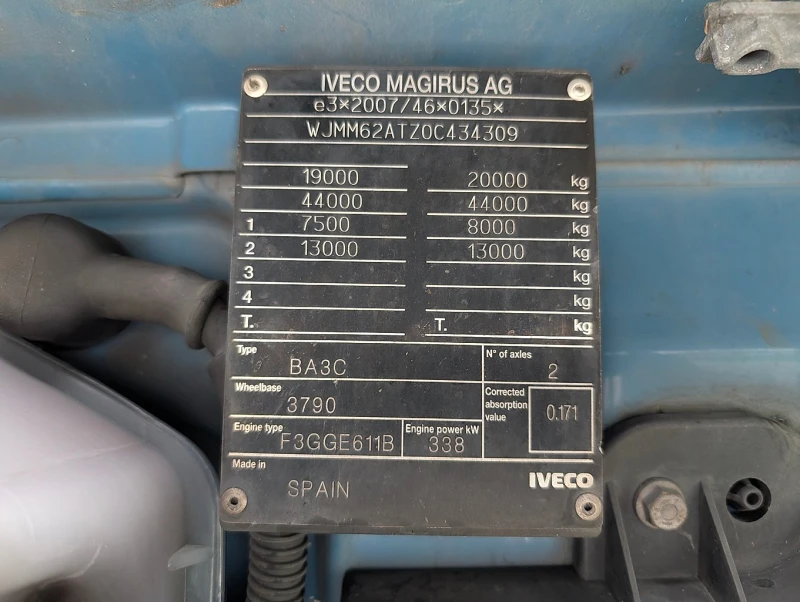 IVECO MAGIRUS AG
e3*2007/46*0135*
WJMM62ATZ0C434309
19000 20000 kg
44000 44000 kg
1 7500 8000 kg
2 13000 13000 kg
3 kg
4 kg
T. T. kg
Type BA3C N° of axles 2
Wheelbase 3790 Corrected absorption value 0.171
Engine type F3GGE611B Engine power kW 338
Made in SPAIN IVECO